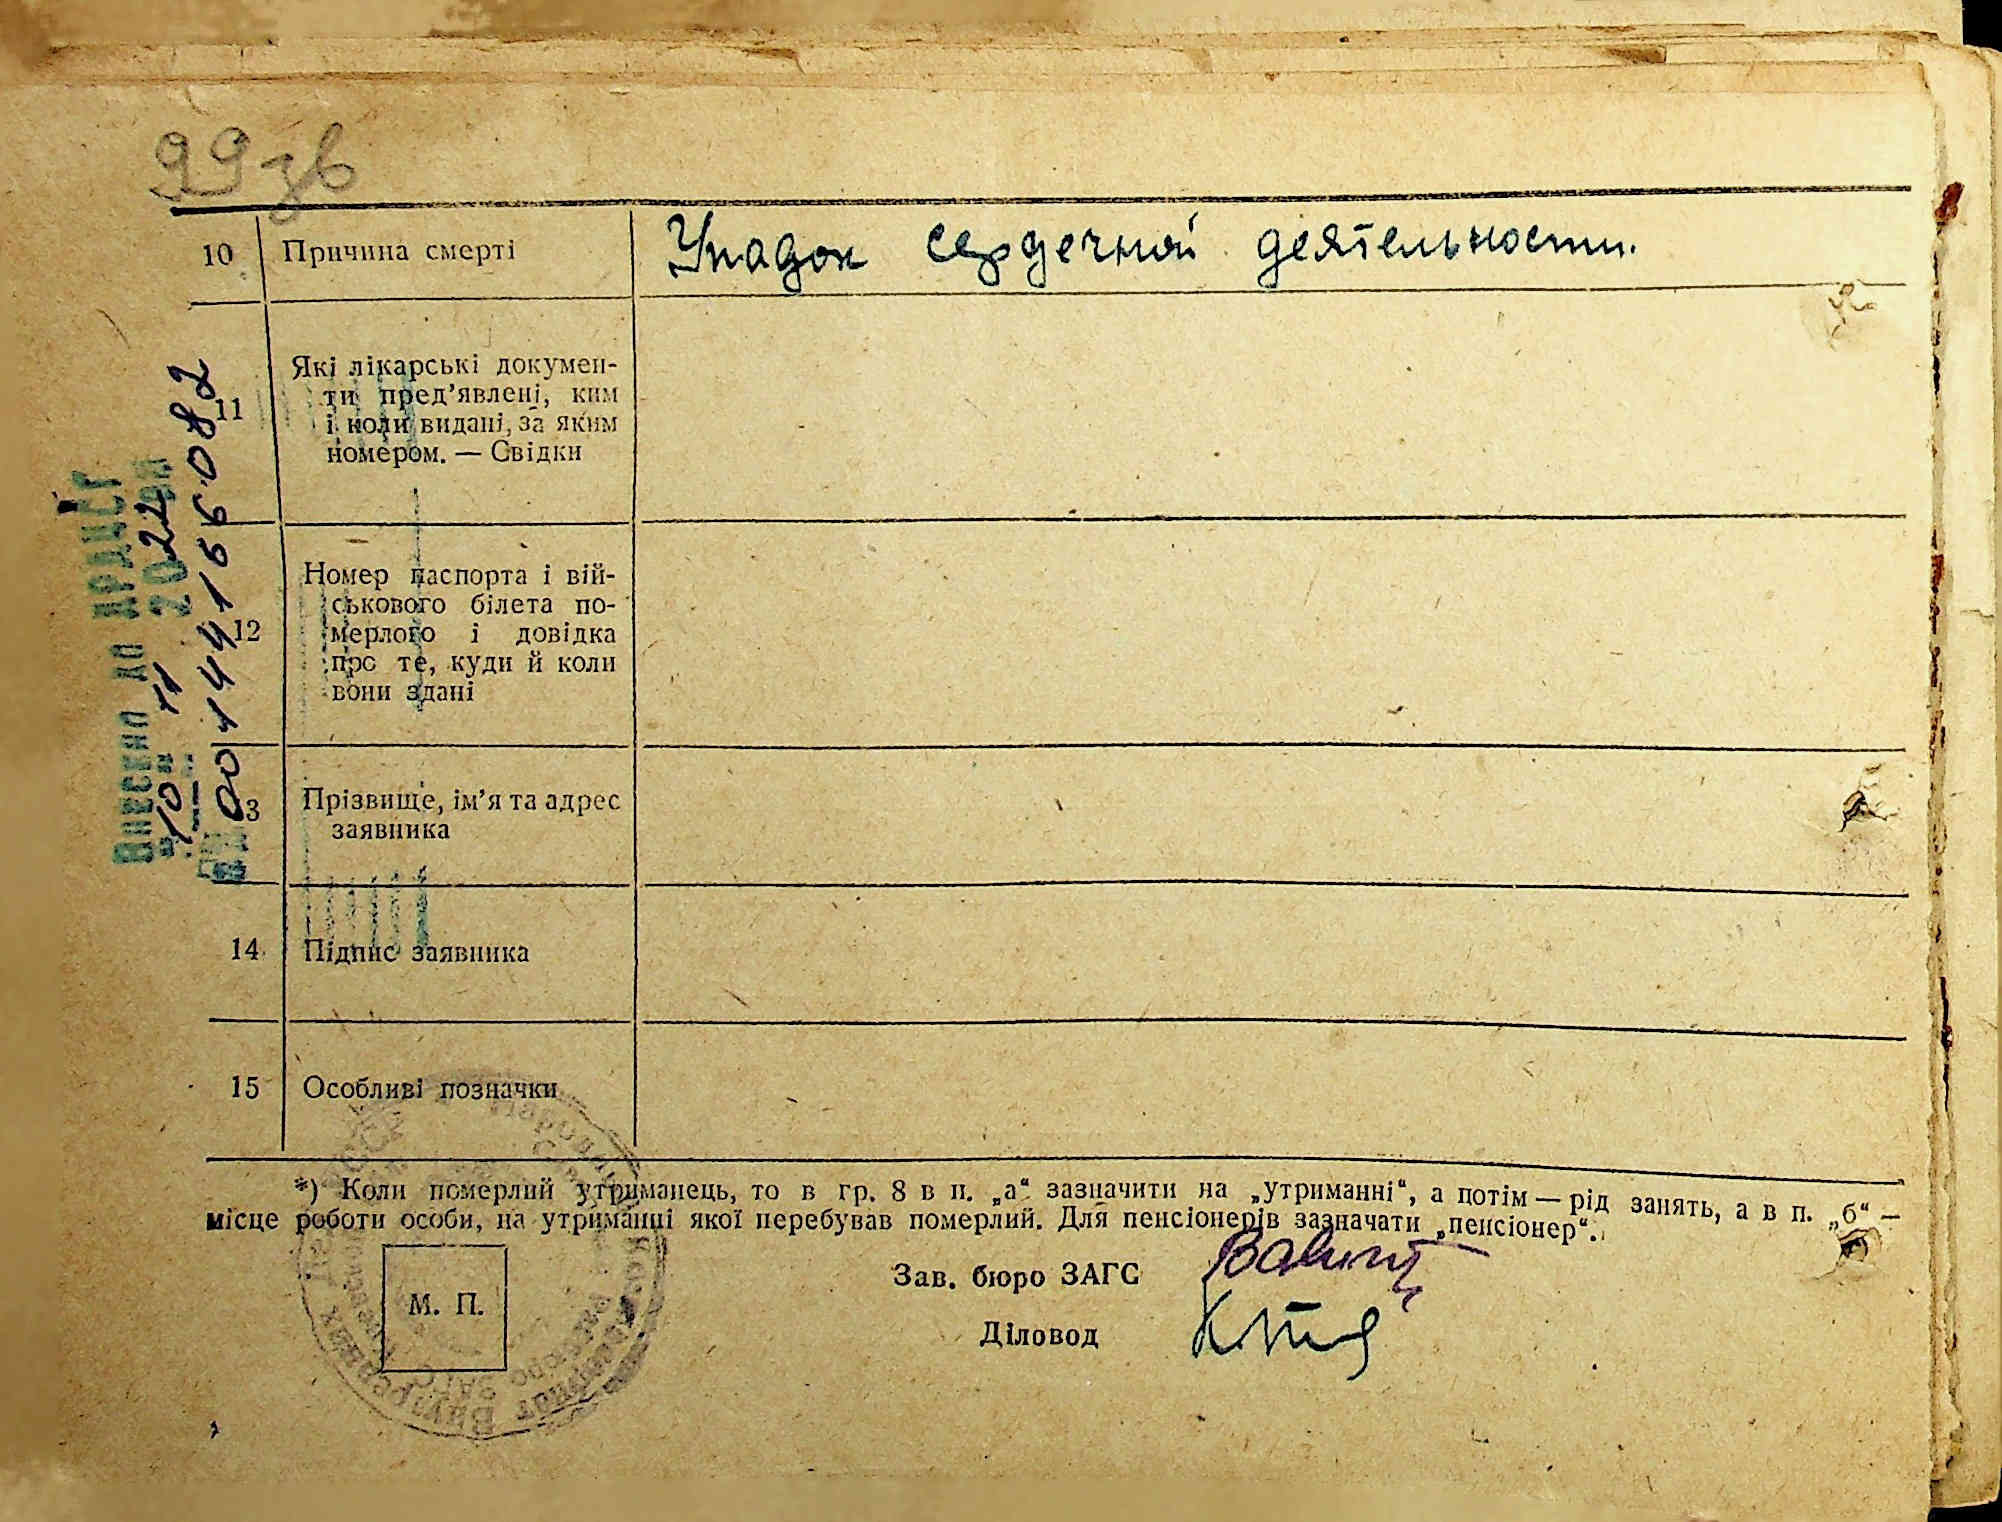 99 зв
10 Причина смерті Упадок сердечной деятельности.
11 Які лікарські докумен-
ти пред’явлені, ким
і коли видані, за яким
номером. — Свідки
12 Номер паспорта і вій-
ськового білета по-
мерлого і довідка
про те, куди й коли
вони здані
13 Прізвище, ім’я та адрес
заявника
14 Підпис заявника
15 Особливі позначки
*) Коли померлий утриманець, то в гр. 8 в п. „а“ зазначити на „утриманні“, а потім — рід занять, а в п. „б“ —
місце роботи особи, на утриманні якої перебував померлий. Для пенсіонерів зазначати „пенсіонер“.
М. П.
Зав. бюро ЗАГС
Діловод
Внесено до ДРАЦСГ
"10" 11 2022
00144166082